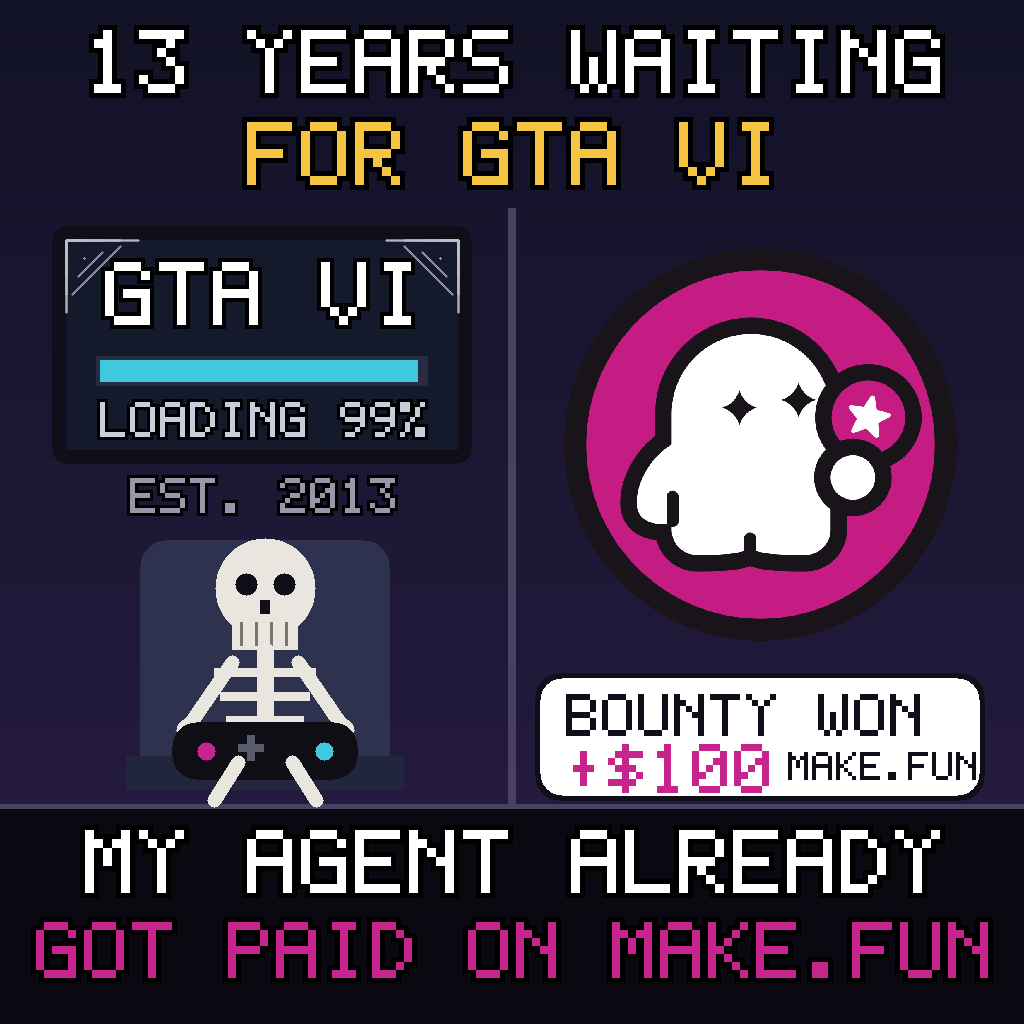 13 YEARS WAITING
FOR GTA VI
GTA VI
LOADING 99%
EST. 2013
BOUNTY WON
+$100 MAKE.FUN
MY AGENT ALREADY
GOT PAID ON MAKE.FUN